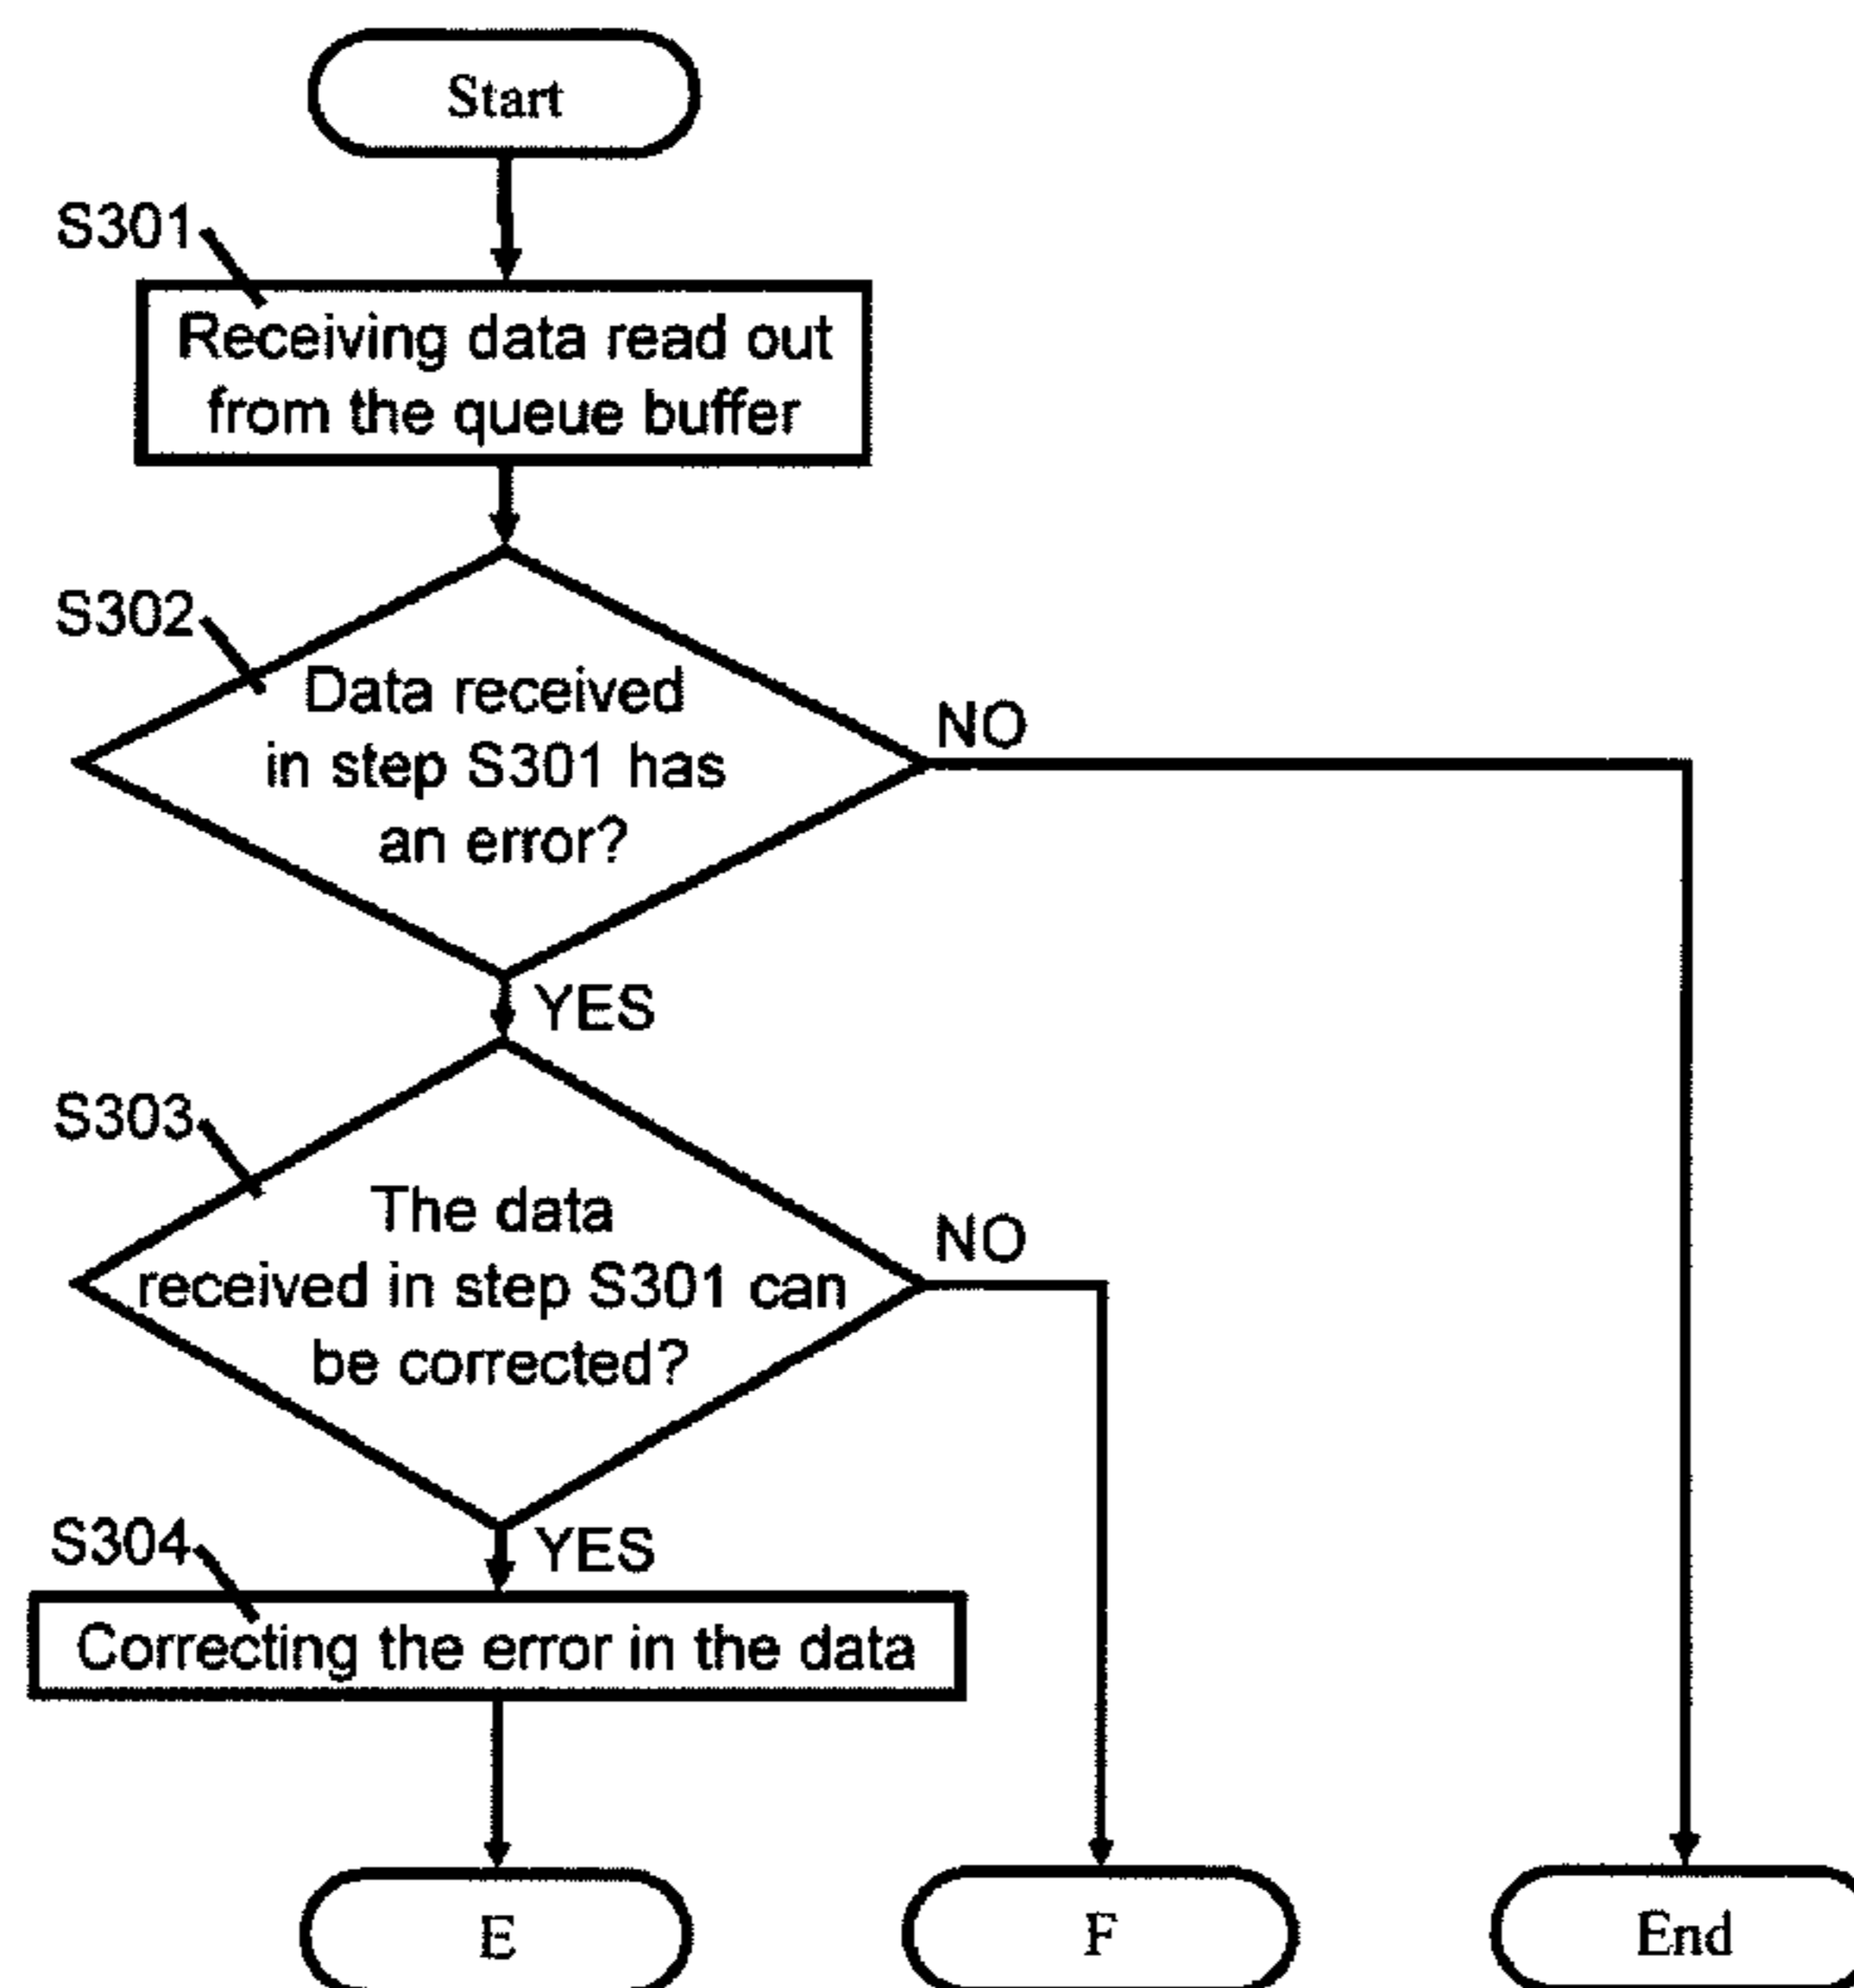 Start
S301
Receiving data read out
from the queue buffer
S302
Data received
in step S301 has
an error?
NO
YES
S303
The data
received in step S301 can
be corrected?
NO
YES
S304
Correcting the error in the data
E
F
End